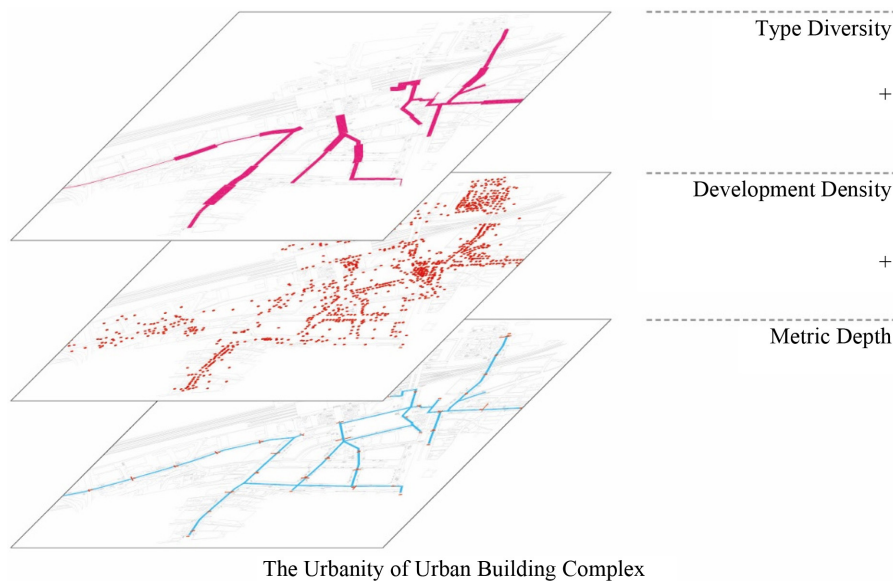 Type Diversity
+
Development Density
+
Metric Depth
The Urbanity of Urban Building Complex